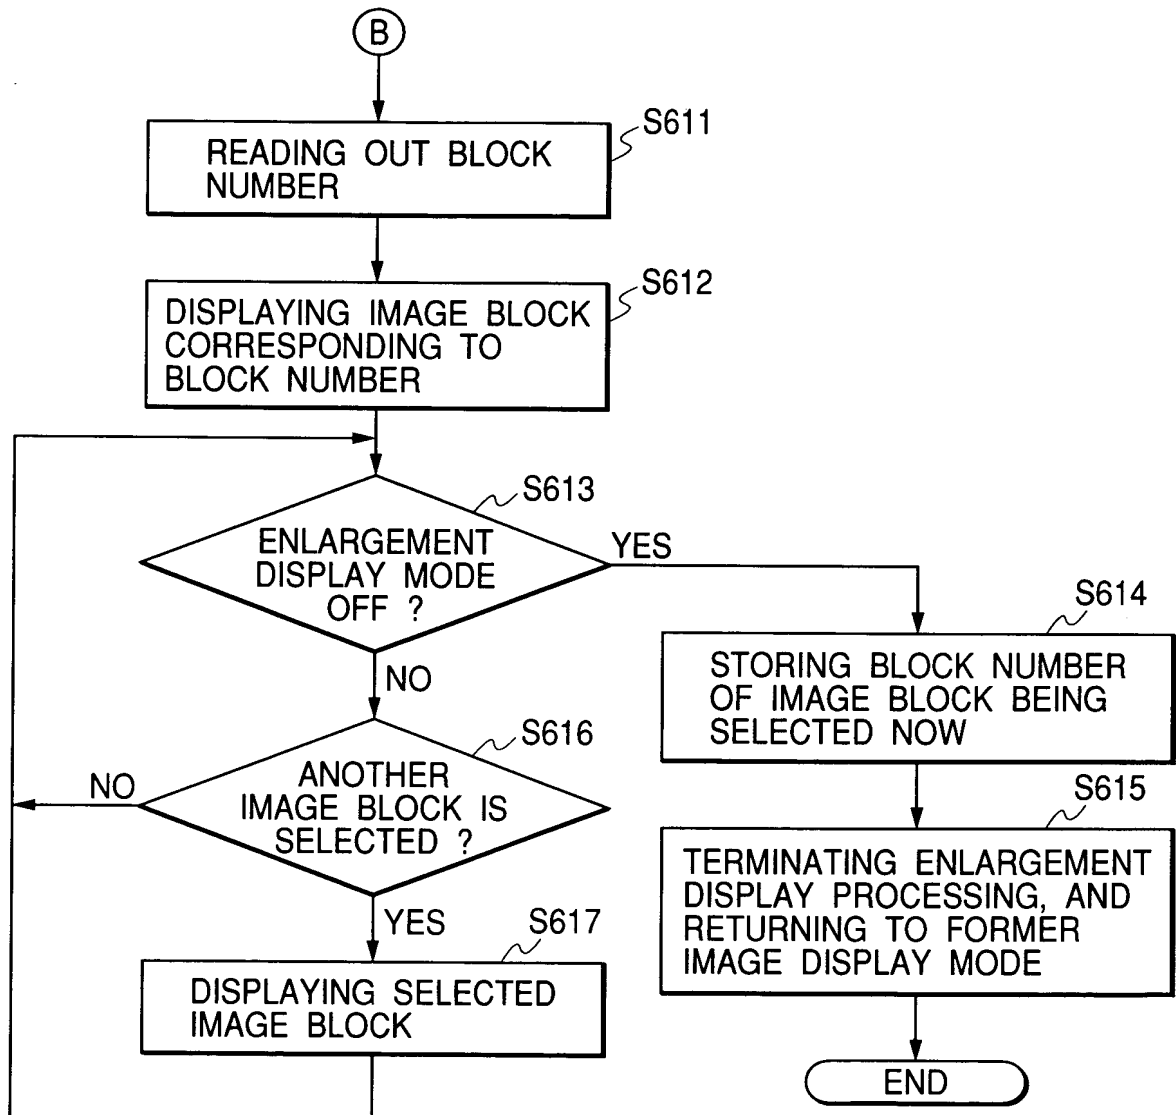 B
S611
READING OUT BLOCK
NUMBER
S612
DISPLAYING IMAGE BLOCK
CORRESPONDING TO
BLOCK NUMBER
S613
ENLARGEMENT
DISPLAY MODE
OFF ?
YES
NO
S614
STORING BLOCK NUMBER
OF IMAGE BLOCK BEING
SELECTED NOW
S616
ANOTHER
IMAGE BLOCK IS
SELECTED ?
NO
YES
S615
TERMINATING ENLARGEMENT
DISPLAY PROCESSING, AND
RETURNING TO FORMER
IMAGE DISPLAY MODE
S617
DISPLAYING SELECTED
IMAGE BLOCK
END